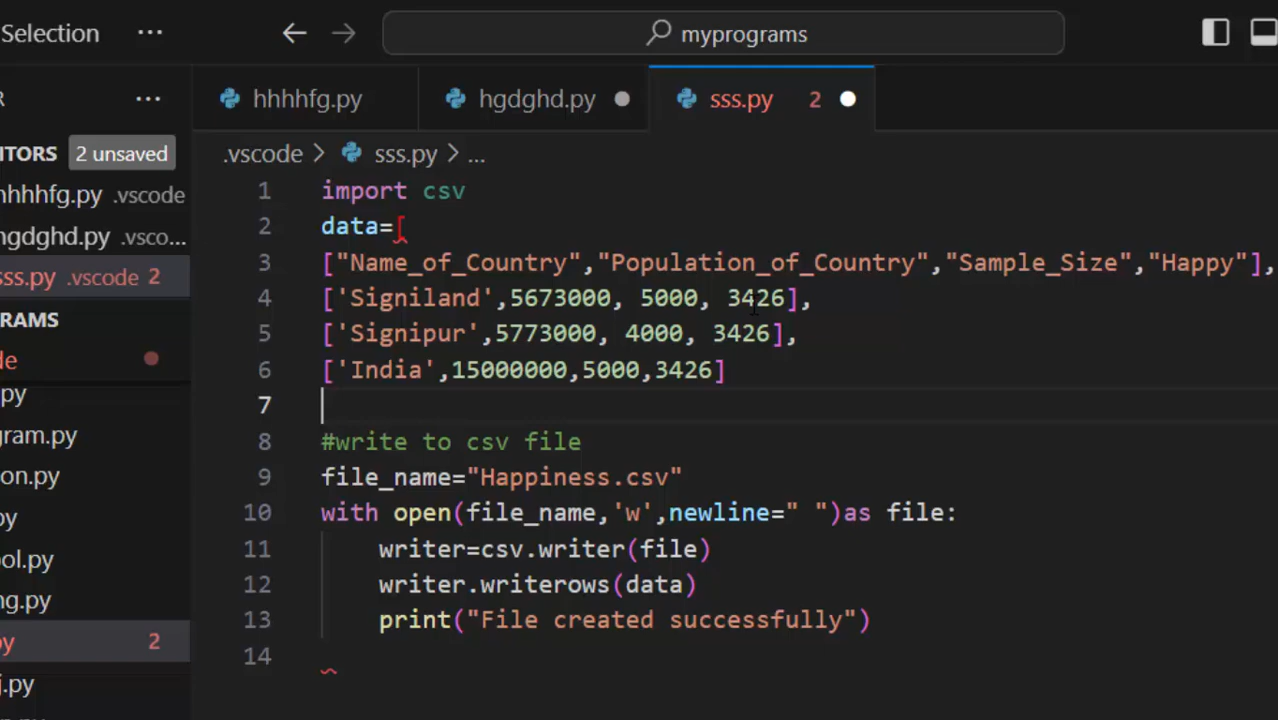 Selection ... myprograms
R ... hhhhfg.py hgdghd.py sss.py 2
ITORS 2 unsaved .vscode > sss.py > ...
hhhhfg.py .vscode
hgdghd.py .vsco...
sss.py .vscode 2
RAMS
de
py
gram.py
on.py
py
ool.py
ng.py
py 2
j.py
1 import csv
2 data=[
3 ["Name_of_Country","Population_of_Country","Sample_Size","Happy"],
4 ['Signiland',5673000, 5000, 3426],
5 ['Signipur',5773000, 4000, 3426],
6 ['India',15000000,5000,3426]
7
8 #write to csv file
9 file_name="Happiness.csv"
10 with open(file_name,'w',newline=" ")as file:
11 writer=csv.writer(file)
12 writer.writerows(data)
13 print("File created successfully")
14